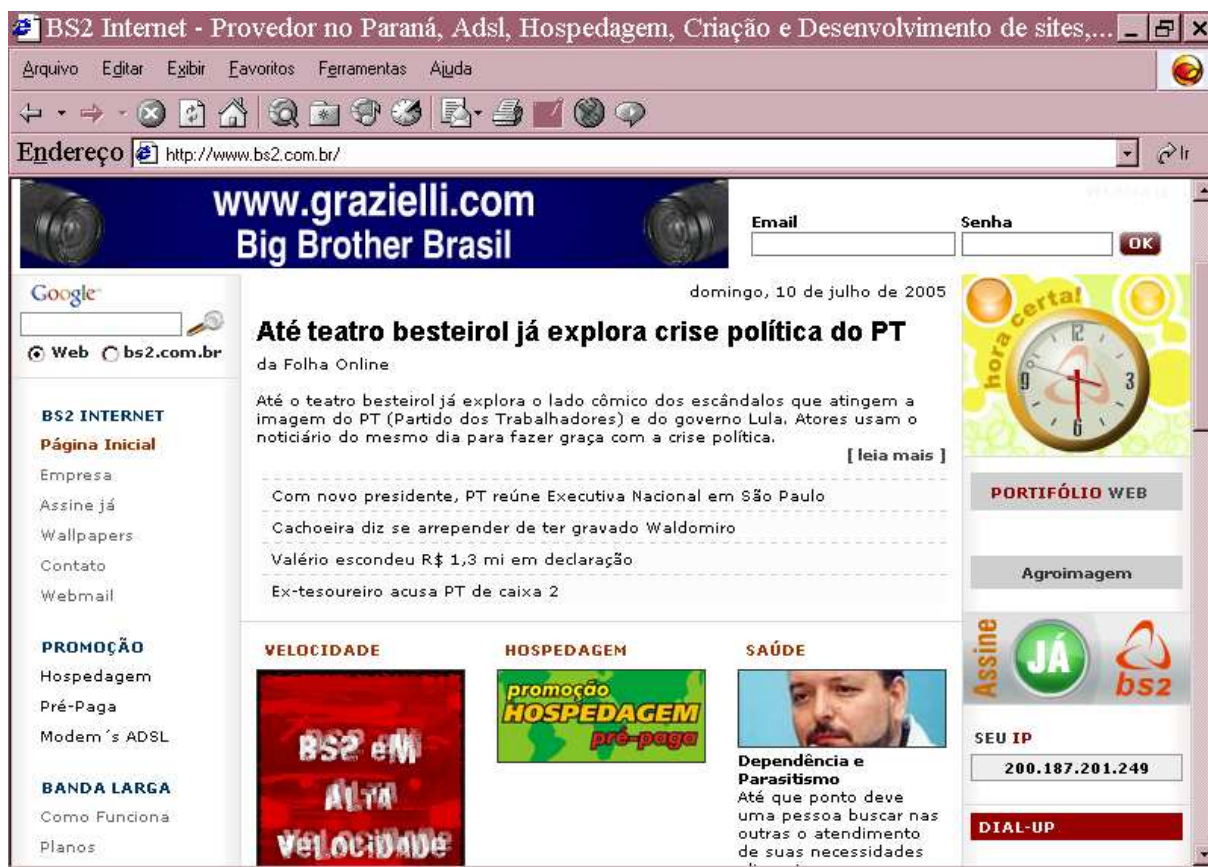 BS2 Internet - Provedor no Paraná, Adsl, Hospedagem, Criação e Desenvolvimento de sites,...
Arquivo Editar Exibir Favoritos Ferramentas Ajuda
Endereço http://www.bs2.com.br/ Ir
www.grazielli.com
Big Brother Brasil
Email Senha
OK
Google
Web bs2.com.br
BS2 INTERNET
Página Inicial
Empresa
Assine já
Wallpapers
Contato
Webmail
PROMOÇÃO
Hospedagem
Pré-Paga
Modem´s ADSL
BANDA LARGA
Como Funciona
Planos
domingo, 10 de julho de 2005
Até teatro besteirol já explora crise política do PT
da Folha Online
Até o teatro besteirol já explora o lado cômico dos escândalos que atingem a
imagem do PT (Partido dos Trabalhadores) e do governo Lula. Atores usam o
noticiário do mesmo dia para fazer graça com a crise política.
[ leia mais ]
Com novo presidente, PT reúne Executiva Nacional em São Paulo
Cachoeira diz se arrepender de ter gravado Waldomiro
Valério escondeu R$ 1,3 mi em declaração
Ex-tesoureiro acusa PT de caixa 2
VELOCIDADE
BS2 eM
ALTA
VELOCIDADE
HOSPEDAGEM
promoção
HOSPEDAGEM
pré-paga
SAÚDE
Dependência e
Parasitismo
Até que ponto deve
uma pessoa buscar nas
outras o atendimento
de suas necessidades
hora certa!
12
3
6
9
PORTIFÓLIO WEB
Agroimagem
Assine
JÁ
bs2
SEU IP
200.187.201.249
DIAL-UP